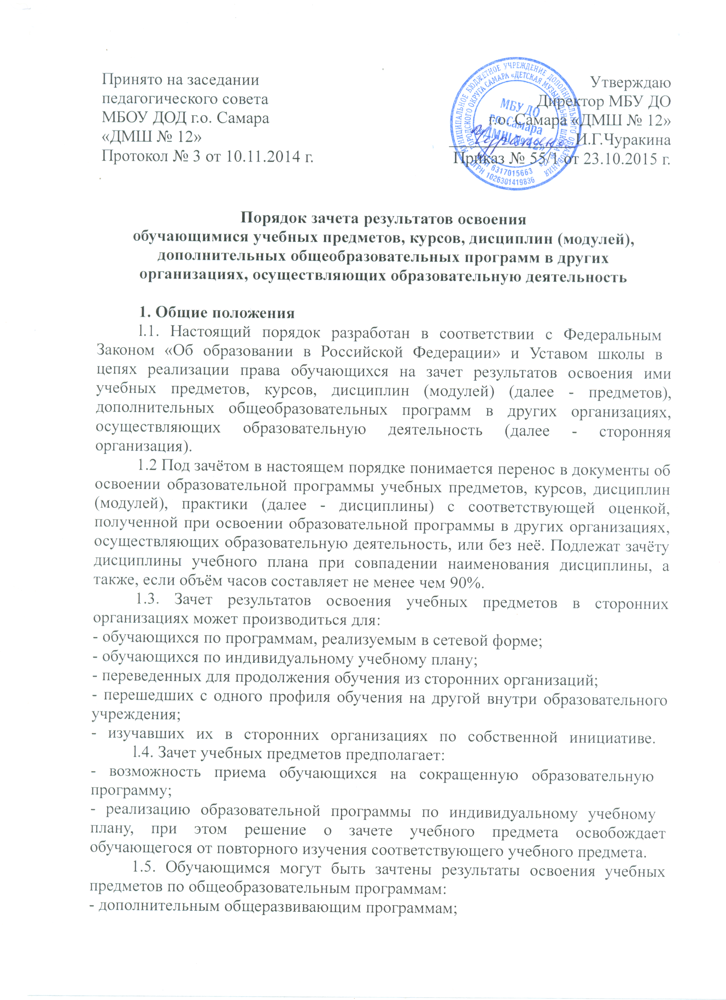 Принято на заседании
педагогического совета
МБОУ ДОД г.о. Самара
«ДМШ № 12»
Протокол № 3 от 10.11.2014 г.
Утверждаю
Директор МБУ ДО
г.о. Самара «ДМШ № 12»
И.Г.Чуракина
Приказ № 55/1 от 23.10.2015 г.
МУНИЦИПАЛЬНОЕ БЮДЖЕТНОЕ УЧРЕЖДЕНИЕ ДОПОЛНИТЕЛЬНОГО ОБРАЗОВАНИЯ
ГОРОДСКОГО ОКРУГА САМАРА «ДЕТСКАЯ МУЗЫКАЛЬНАЯ ШКОЛА № 12»
МБУ ДО
г.о. Самара
«ДМШ № 12»
ИНН 6317015663
ОГРН 1026301419836
Порядок зачета результатов освоения
обучающимися учебных предметов, курсов, дисциплин (модулей),
дополнительных общеобразовательных программ в других
организациях, осуществляющих образовательную деятельность
1. Общие положения
l.1. Настоящий порядок разработан в соответствии с Федеральным
Законом «Об образовании в Российской Федерации» и Уставом школы в
цепях реализации права обучающихся на зачет результатов освоения ими
учебных предметов, курсов, дисциплин (модулей) (далее - предметов),
дополнительных общеобразовательных программ в других организациях,
осуществляющих образовательную деятельность (далее - сторонняя
организация).
1.2 Под зачётом в настоящем порядке понимается перенос в документы об
освоении образовательной программы учебных предметов, курсов, дисциплин
(модулей), практики (далее - дисциплины) с соответствующей оценкой,
полученной при освоении образовательной программы в других организациях,
осуществляющих образовательную деятельность, или без неё. Подлежат зачёту
дисциплины учебного плана при совпадении наименования дисциплины, а
также, если объём часов составляет не менее чем 90%.
1.3. Зачет результатов освоения учебных предметов в сторонних
организациях может производиться для:
- обучающихся по программам, реализуемым в сетевой форме;
- обучающихся по индивидуальному учебному плану;
- переведенных для продолжения обучения из сторонних организаций;
- перешедших с одного профиля обучения на другой внутри образовательного
учреждения;
- изучавших их в сторонних организациях по собственной инициативе.
l.4. Зачет учебных предметов предполагает:
- возможность приема обучающихся на сокращенную образовательную
программу;
- реализацию образовательной программы по индивидуальному учебному
плану, при этом решение о зачете учебного предмета освобождает
обучающегося от повторного изучения соответствующего учебного предмета.
1.5. Обучающимся могут быть зачтены результаты освоения учебных
предметов по общеобразовательным программам:
- дополнительным общеразвивающим программам;